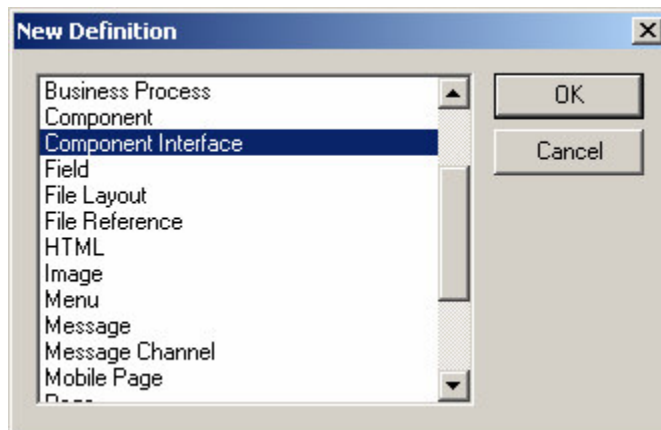 New Definition
Business Process
Component
Component Interface
Field
File Layout
File Reference
HTML
Image
Menu
Message
Message Channel
Mobile Page
OK
Cancel